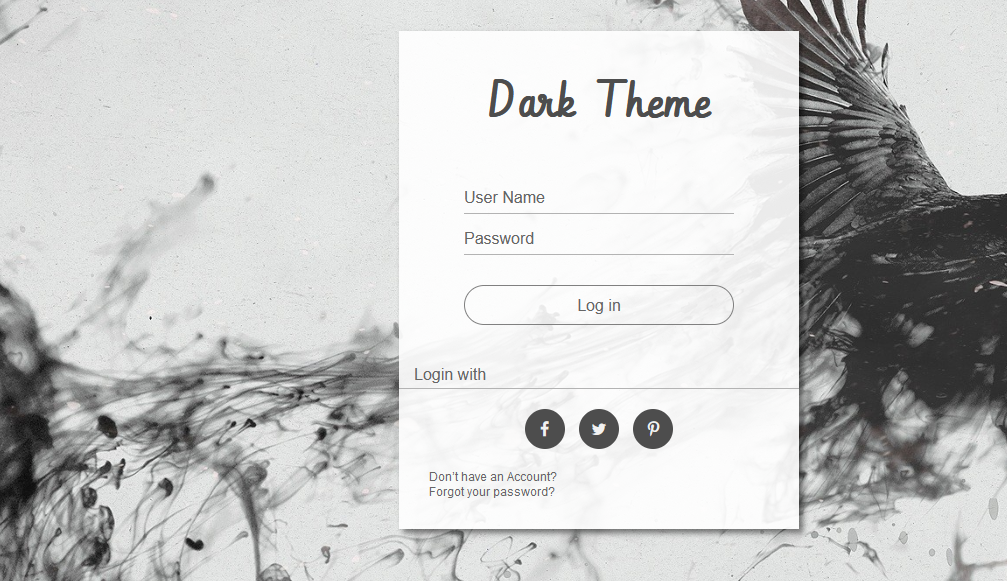 Dark Theme
User Name
Password
Log in
Login with
Don't have an Account?
Forgot your password?